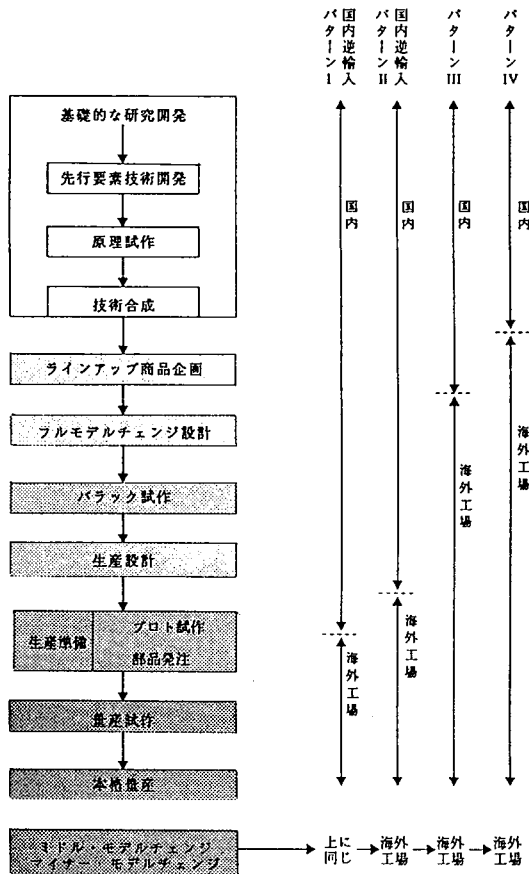 国内逆輸入
パターンI
国内逆輸入
パターンII
パターンIII
パターンIV
基礎的な研究開発
先行要素技術開発
原理試作
技術合成
ラインアップ商品企画
フルモデルチェンジ設計
バラック試作
生産設計
生産準備
プロト試作
部品発注
量産試作
本格量産
国内
国内
国内
国内
海外工場
海外工場
海外工場
海外工場
ミドル・モデルチェンジ
マイナー・モデルチェンジ
上に
同じ
海外
工場
海外
工場
海外
工場